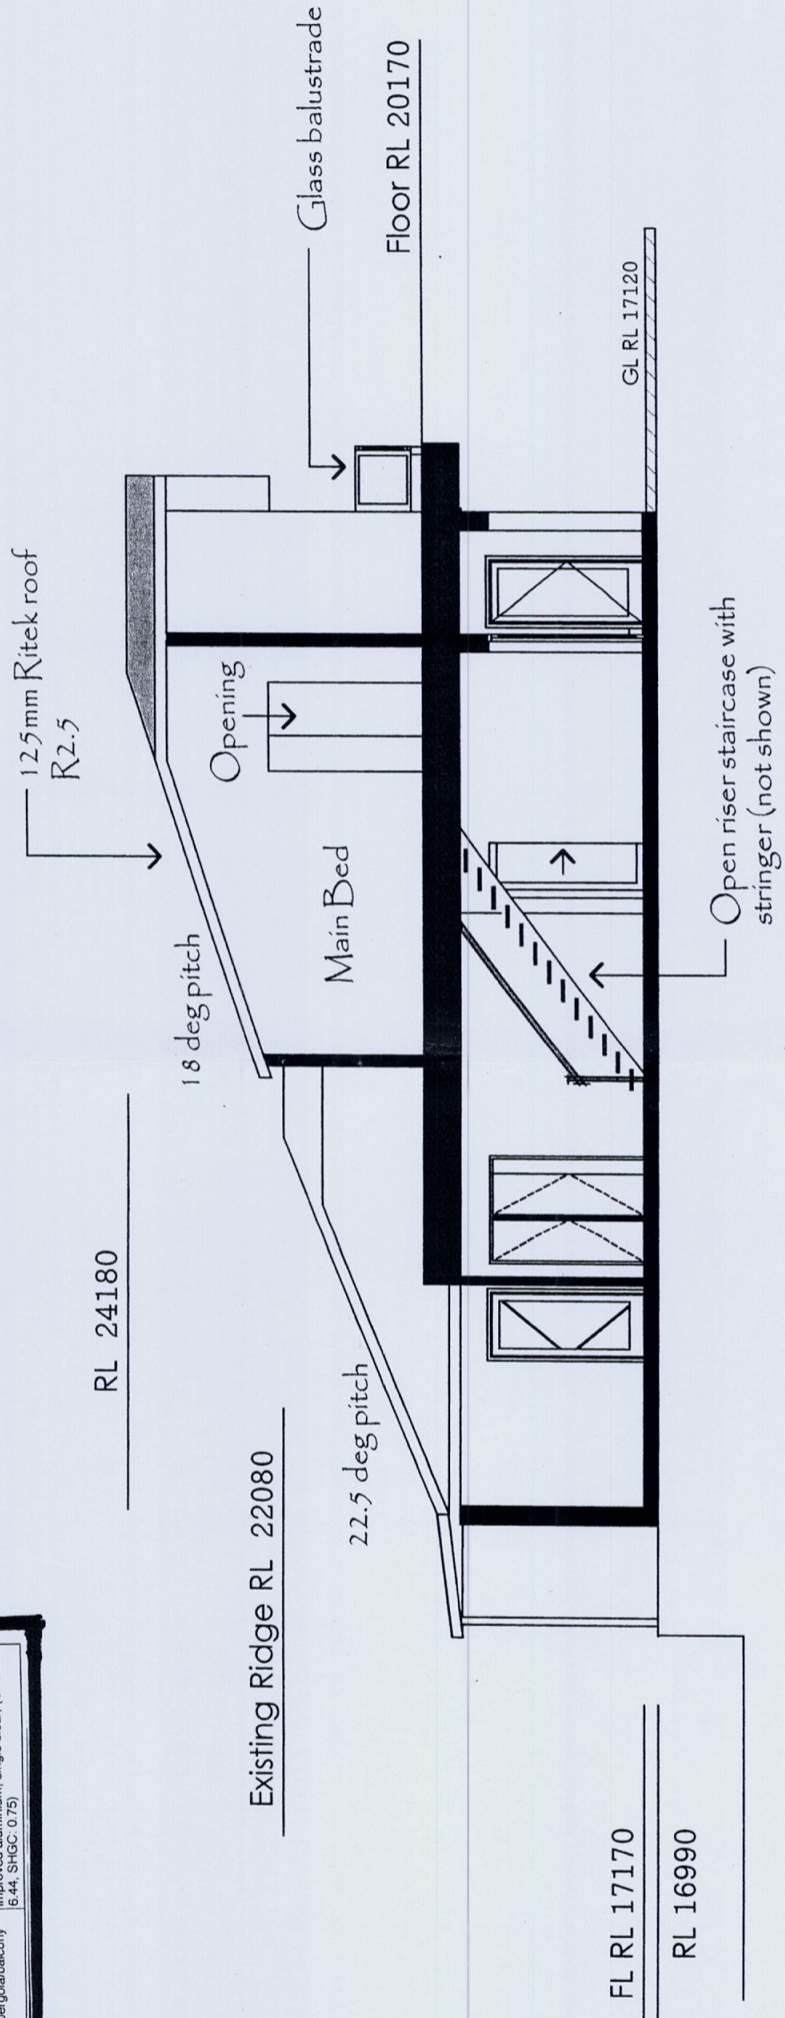 125mm Ritek roof
R2.5
Glass balustrade
Floor RL 20170
Opening
18 deg pitch
Main Bed
RL 24180
GL RL 17120
Open riser staircase with
stringer (not shown)
22.5 deg pitch
Existing Ridge RL 22080
FL RL 17170
RL 16990
6.44, SHGC: 0.75)
pergola/balcony